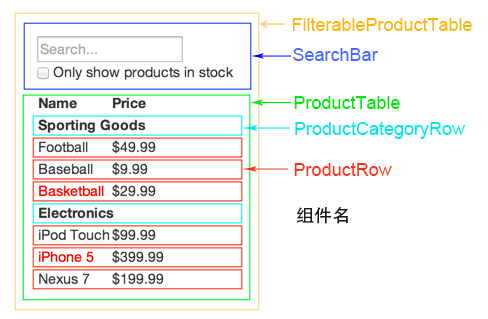 FilterableProductTable
Search...
SearchBar
Only show products in stock
Name Price
ProductTable
Sporting Goods
ProductCategoryRow
Football $49.99
Baseball $9.99
ProductRow
Basketball $29.99
Electronics
组件名
iPod Touch $99.99
iPhone 5 $399.99
Nexus 7 $199.99